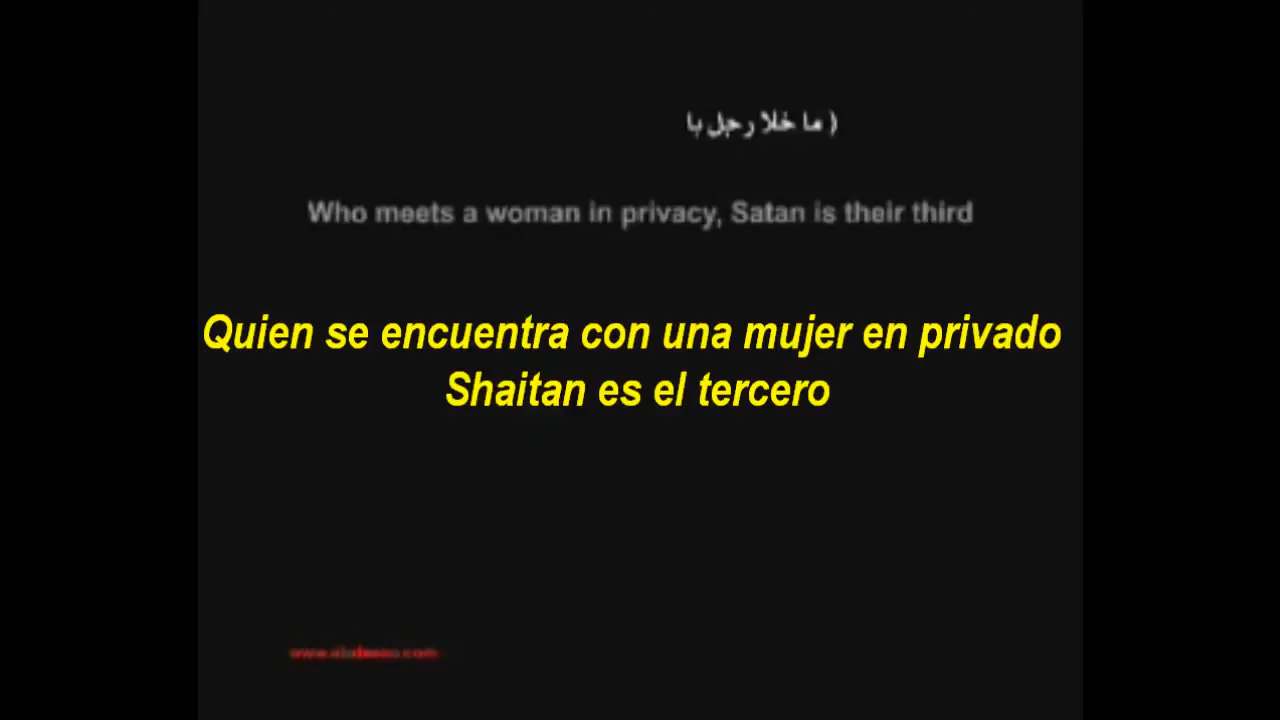 ( ما خلا رجل با
Who meets a woman in privacy, Satan is their third
Quien se encuentra con una mujer en privado
Shaitan es el tercero